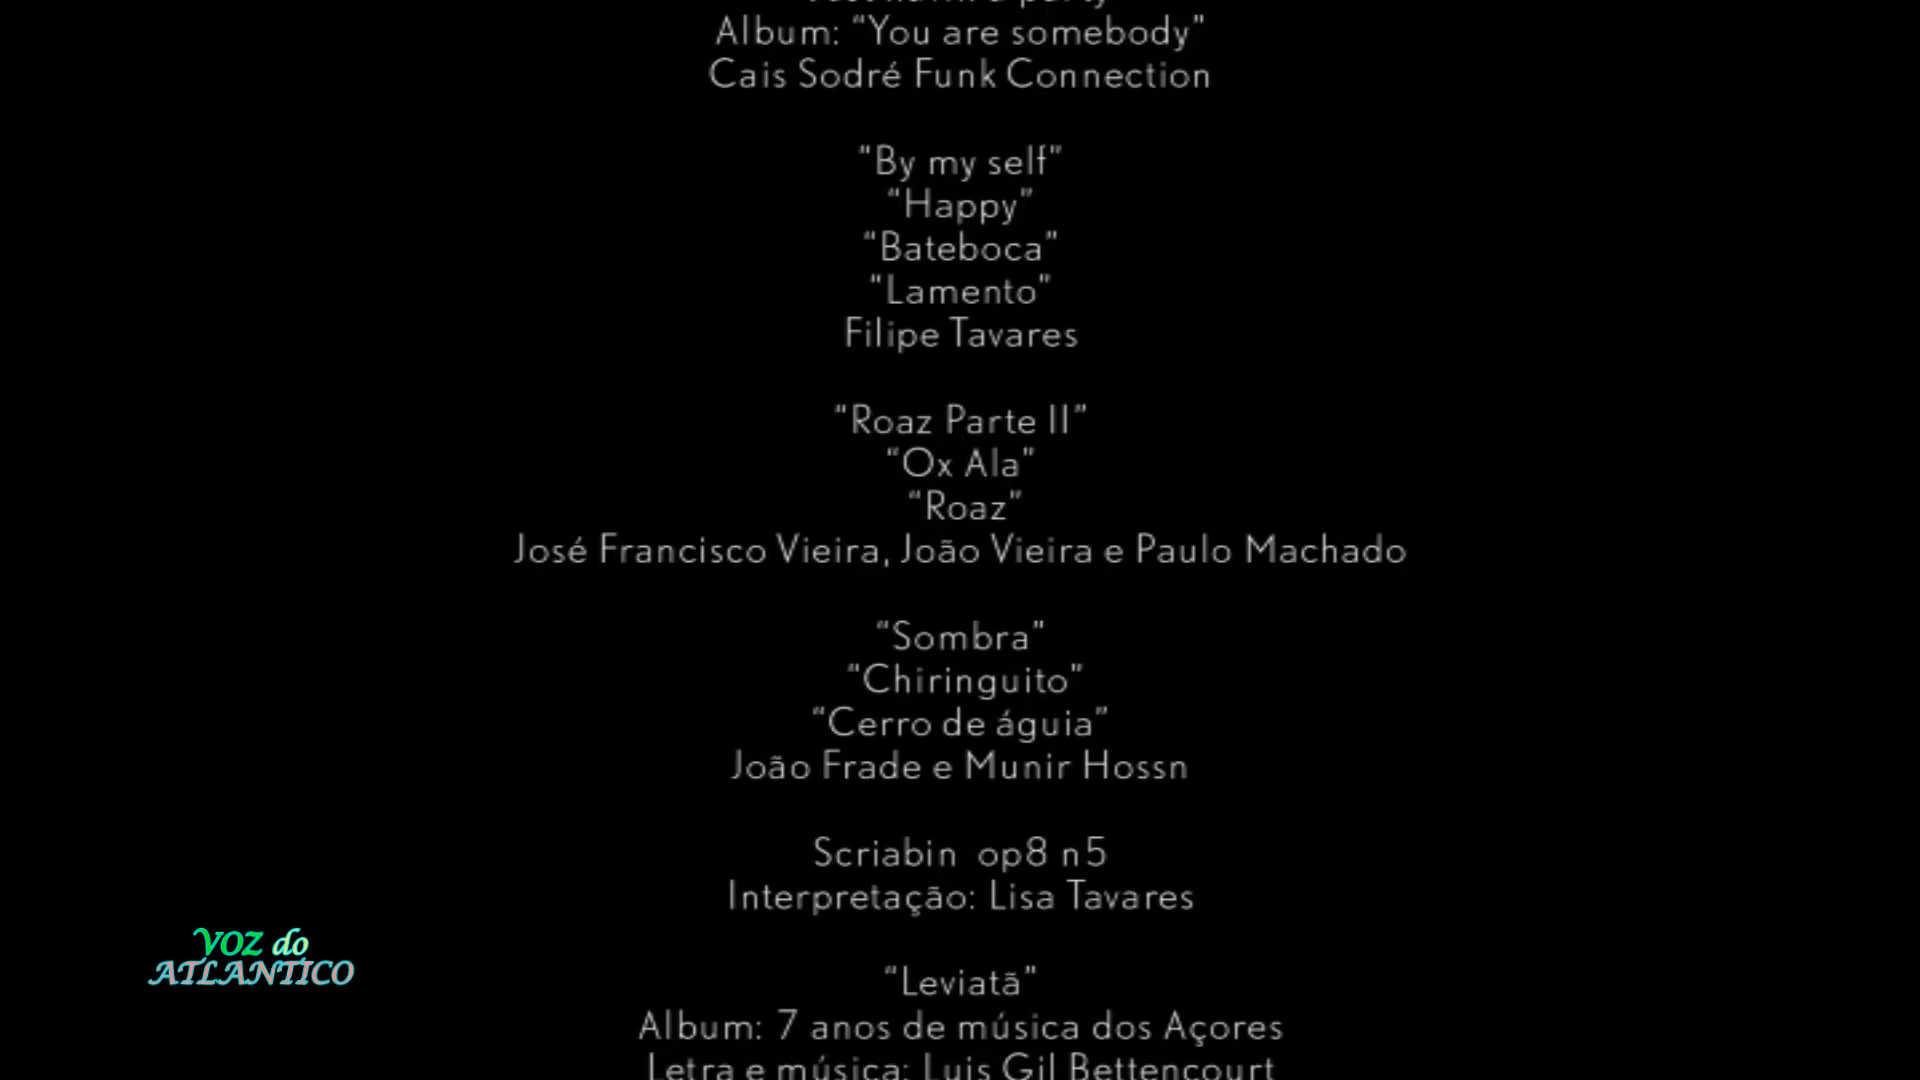 Album: “You are somebody”
Cais Sodré Funk Connection
“By my self”
“Happy”
“Bateboca”
“Lamento”
Filipe Tavares
“Roaz Parte II”
“Ox Ala”
“Roaz”
José Francisco Vieira, João Vieira e Paulo Machado
“Sombra”
“Chiringuito”
“Cerro de águia”
João Frade e Munir Hossn
Scriabin op8 n5
Interpretação: Lisa Tavares
“Leviatã”
Album: 7 anos de música dos Açores
Letra e música: Luis Gil Bettencourt
VOZ do
ATLANTICO